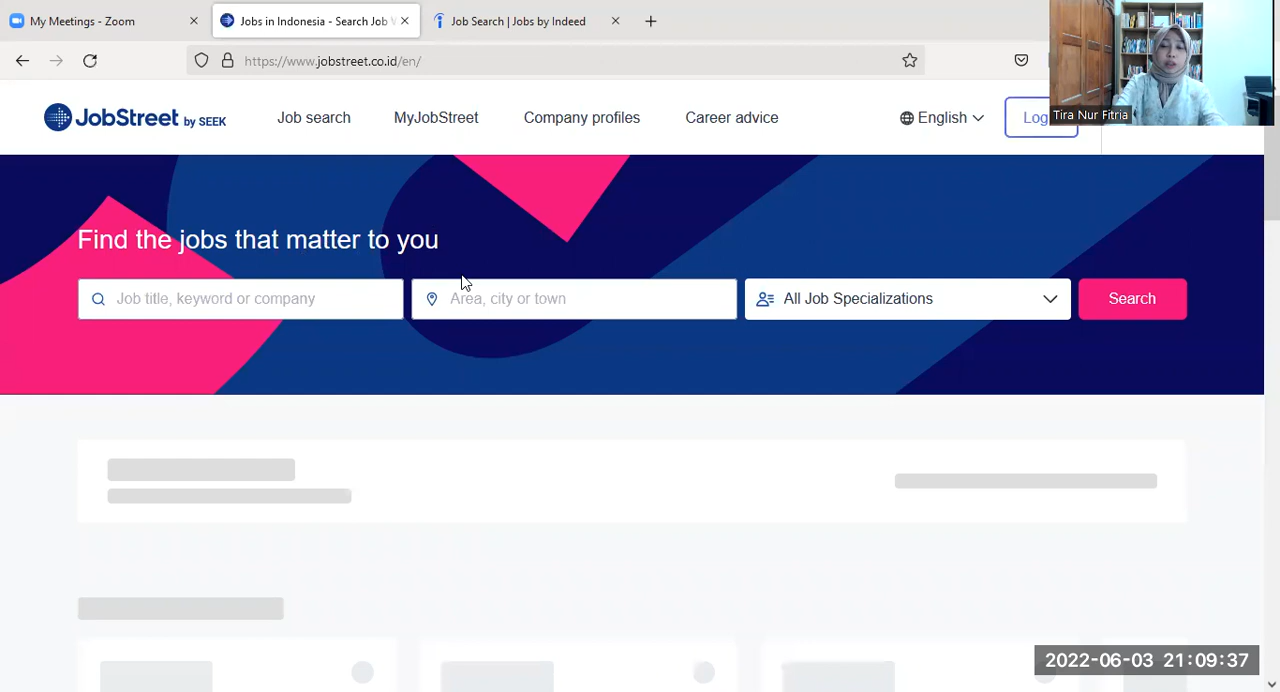 My Meetings - Zoom
Jobs in Indonesia - Search Job
Job Search | Jobs by Indeed
https://www.jobstreet.co.id/en/
JobStreet by SEEK
Job search
MyJobStreet
Company profiles
Career advice
English
Log
Tira Nur Fitria
Find the jobs that matter to you
Job title, keyword or company
Area, city or town
All Job Specializations
Search
2022-06-03 21:09:37